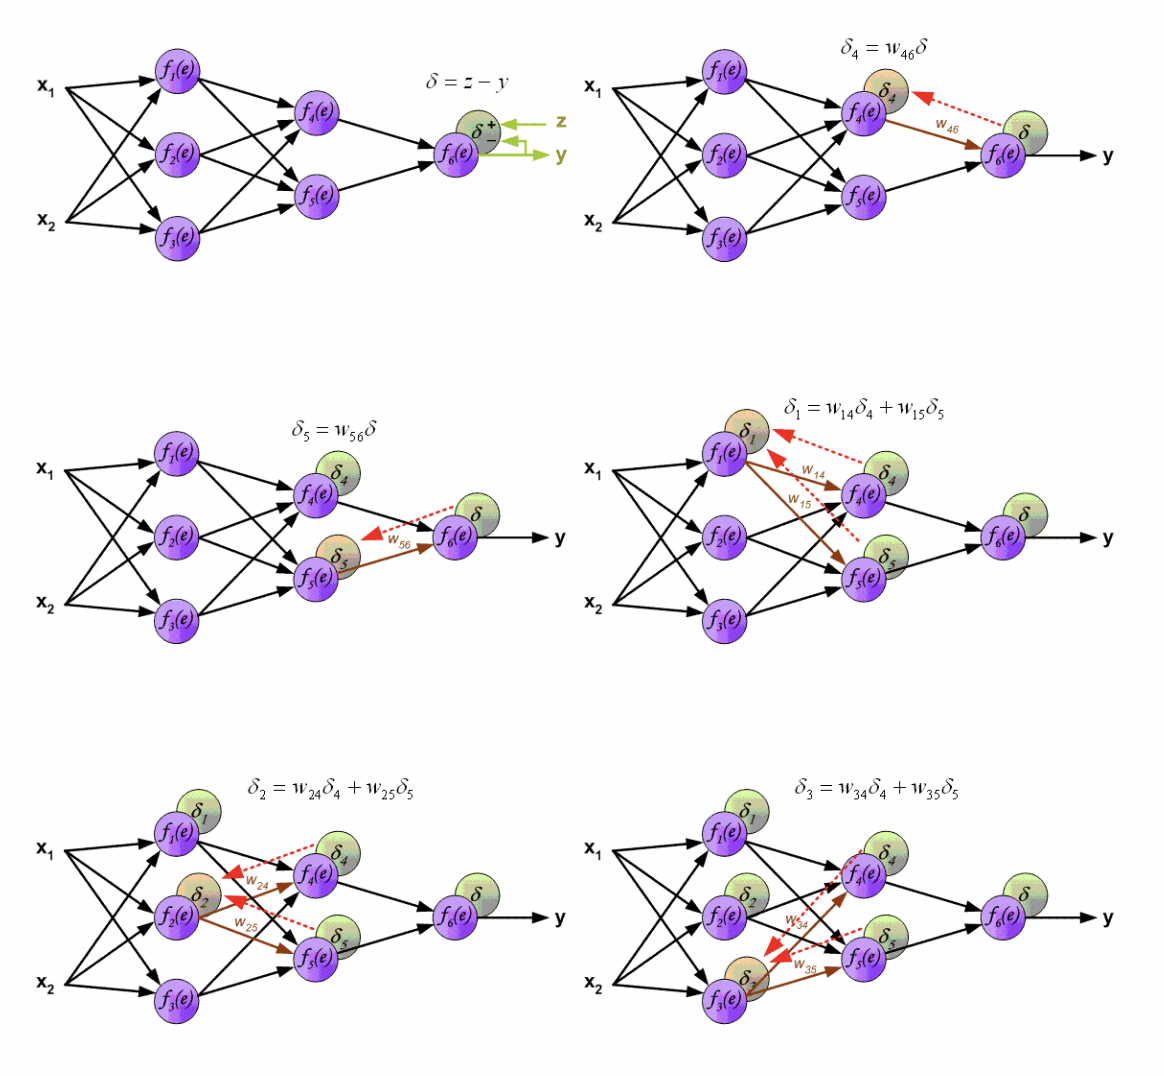 δ = z − y
x₁ f₁(e) f₄(e) δ + − z
f₂(e) f₆(e) y
x₂ f₃(e) f₅(e)
δ₄ = w₄₆δ
x₁ f₁(e) f₄(e) δ₄ w₄₆ δ
f₂(e) f₆(e) y
x₂ f₃(e) f₅(e)
δ₅ = w₅₆δ
x₁ f₁(e) f₄(e) δ₄ δ
f₂(e) δ₅ w₅₆ f₆(e) y
x₂ f₃(e) f₅(e)
δ₁ = w₁₄δ₄ + w₁₅δ₅
x₁ f₁(e) δ₁ w₁₄ w₁₅ f₄(e) δ₄ δ
f₂(e) δ₅ f₆(e) y
x₂ f₃(e) f₅(e)
δ₂ = w₂₄δ₄ + w₂₅δ₅
x₁ f₁(e) δ₁ f₄(e) δ₄ δ
f₂(e) δ₂ w₂₄ w₂₅ δ₅ f₆(e) y
x₂ f₃(e) f₅(e)
δ₃ = w₃₄δ₄ + w₃₅δ₅
x₁ f₁(e) δ₁ f₄(e) δ₄ δ
f₂(e) δ₂ w₃₄ δ₅ f₆(e) y
x₂ f₃(e) δ₃ w₃₅ f₅(e)